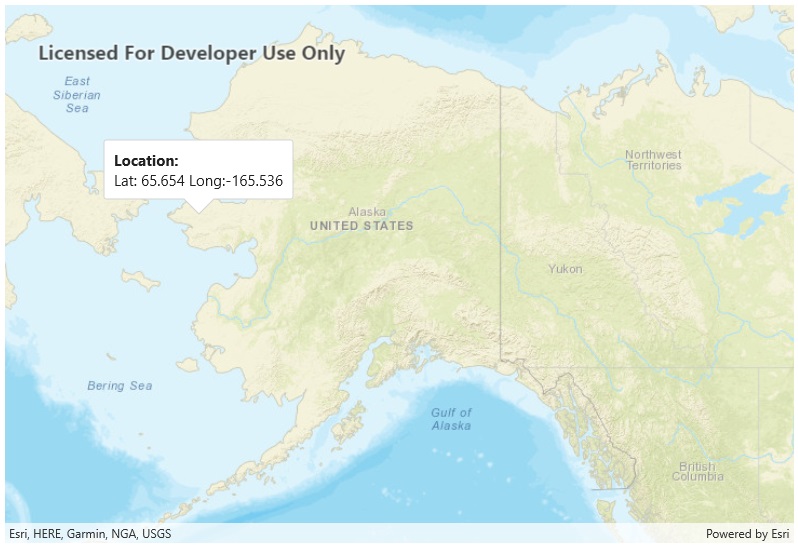 Licensed For Developer Use Only
East
Siberian
Sea
Location:
Lat: 65.654 Long:-165.536
Northwest
Territories
Alaska
UNITED STATES
Yukon
Bering Sea
Gulf of
Alaska
British
Columbia
Esri, HERE, Garmin, NGA, USGS
Powered by Esri